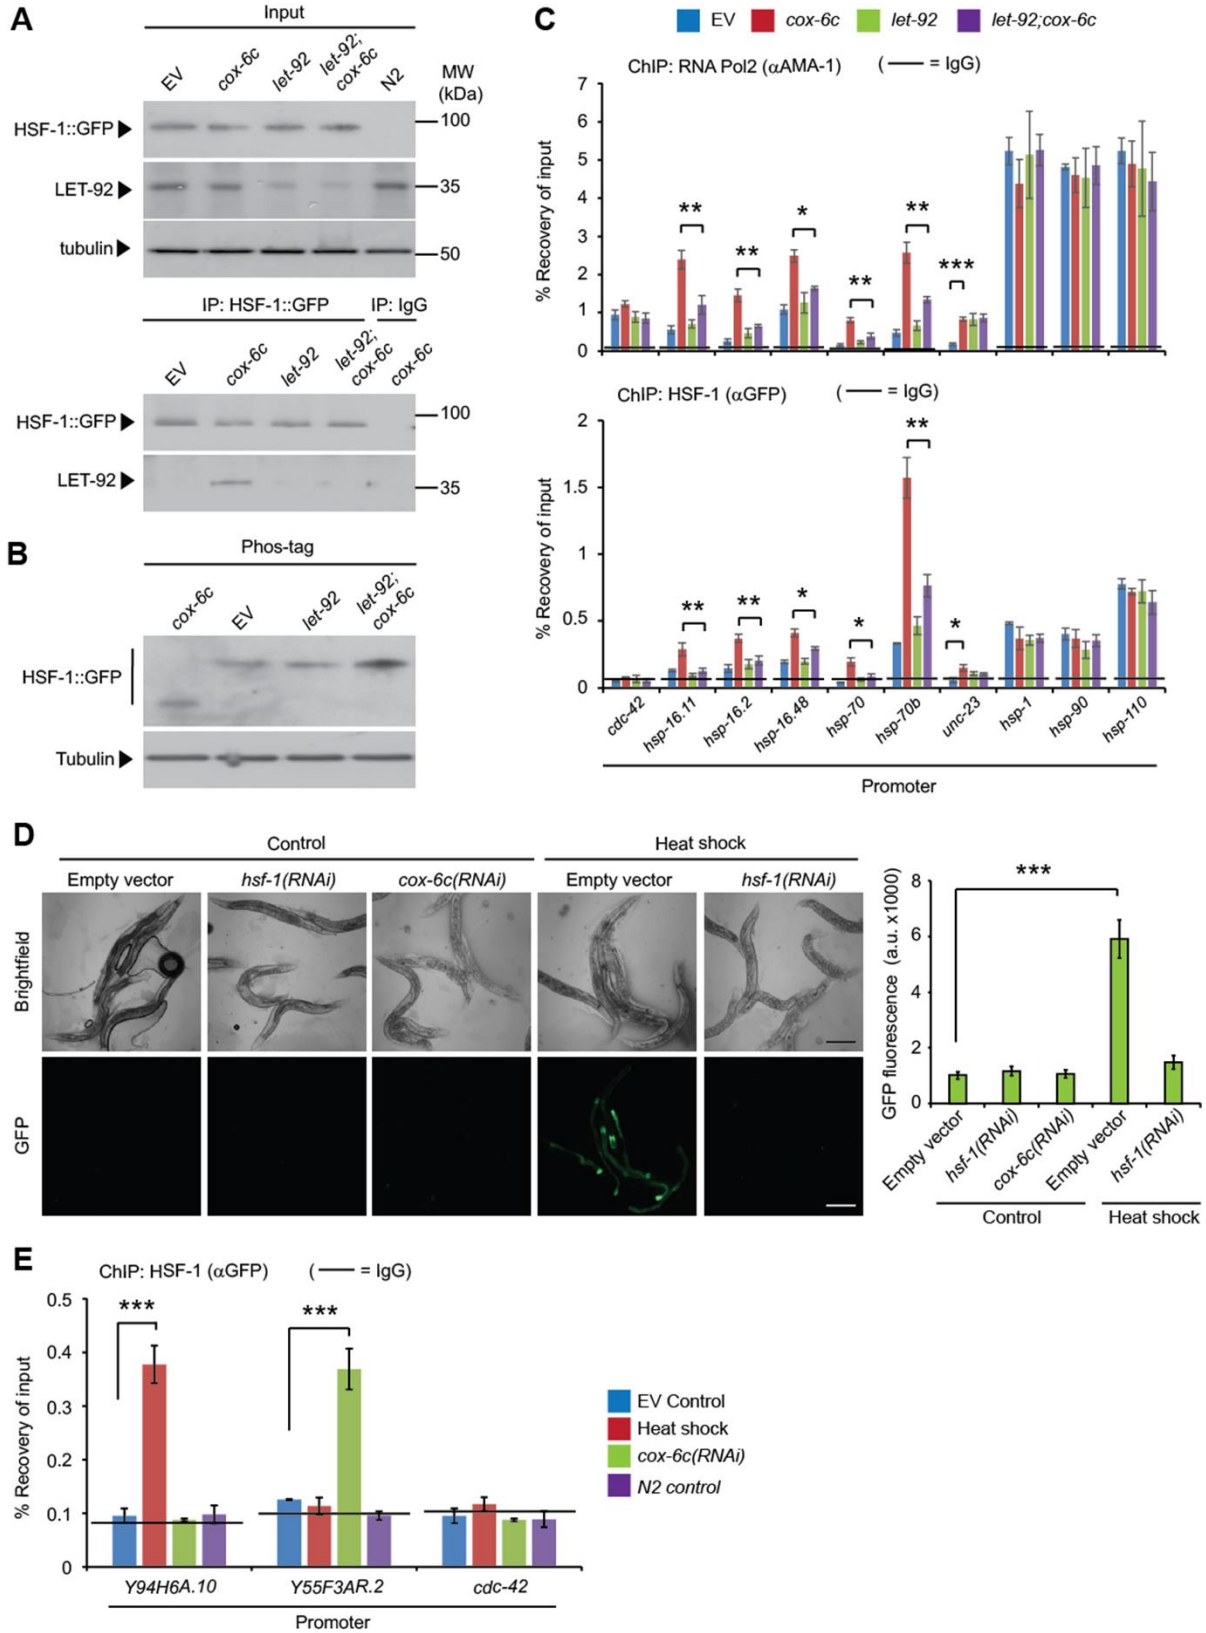 A
Input
EV
cox-6c
let-92
let-92;
cox-6c
N2
MW
(kDa)
HSF-1::GFP
100
LET-92
35
tubulin
50
IP: HSF-1::GFP
IP: IgG
EV
cox-6c
let-92
let-92;
cox-6c
cox-6c
HSF-1::GFP
100
LET-92
35
B
Phos-tag
cox-6c
EV
let-92
let-92;
cox-6c
HSF-1::GFP
Tubulin
C
EV
cox-6c
let-92
let-92;cox-6c
ChIP: RNA Pol2 (αAMA-1)
( = IgG)
% Recovery of input
7
6
5
4
3
2
1
0
**
**
*
**
**
***
ChIP: HSF-1 (αGFP)
( = IgG)
% Recovery of input
2
1.5
1
0.5
0
**
**
*
*
**
*
cdc-42
hsp-16.11
hsp-16.2
hsp-16.48
hsp-70
hsp-70b
unc-23
hsp-1
hsp-90
hsp-110
Promoter
D
Control
Heat shock
Empty vector
hsf-1(RNAi)
cox-6c(RNAi)
Empty vector
hsf-1(RNAi)
Brightfield
GFP
GFP fluorescence (a.u. x1000)
8
6
4
2
0
***
Empty vector
hsf-1(RNAi)
cox-6c(RNAi)
Empty vector
hsf-1(RNAi)
Control
Heat shock
E
ChIP: HSF-1 (αGFP)
( = IgG)
% Recovery of input
0.5
0.4
0.3
0.2
0.1
0
***
***
Y94H6A.10
Y55F3AR.2
cdc-42
Promoter
EV Control
Heat shock
cox-6c(RNAi)
N2 control